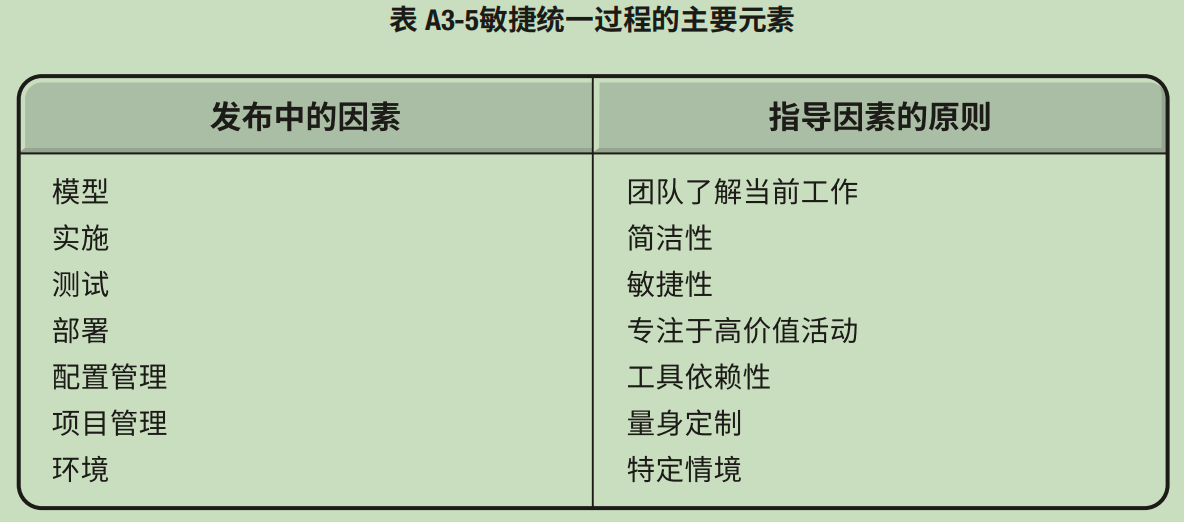 表 A3-5敏捷统一过程的主要元素
发布中的因素 指导因素的原则
模型 团队了解当前工作
实施 简洁性
测试 敏捷性
部署 专注于高价值活动
配置管理 工具依赖性
项目管理 量身定制
环境 特定情境